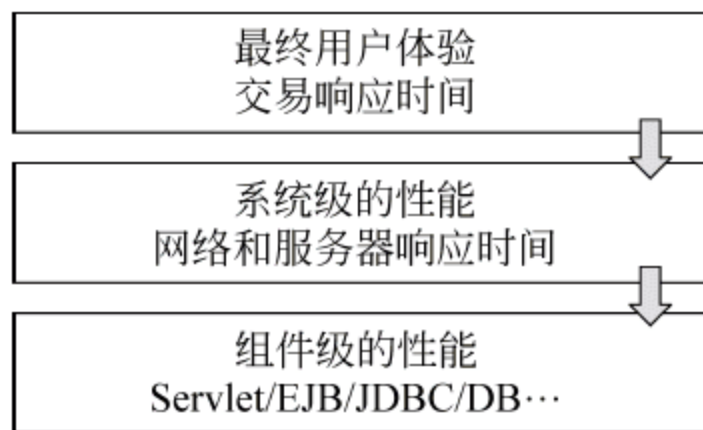 最终用户体验
交易响应时间
系统级的性能
网络和服务器响应时间
组件级的性能
Servlet/EJB/JDBC/DB…